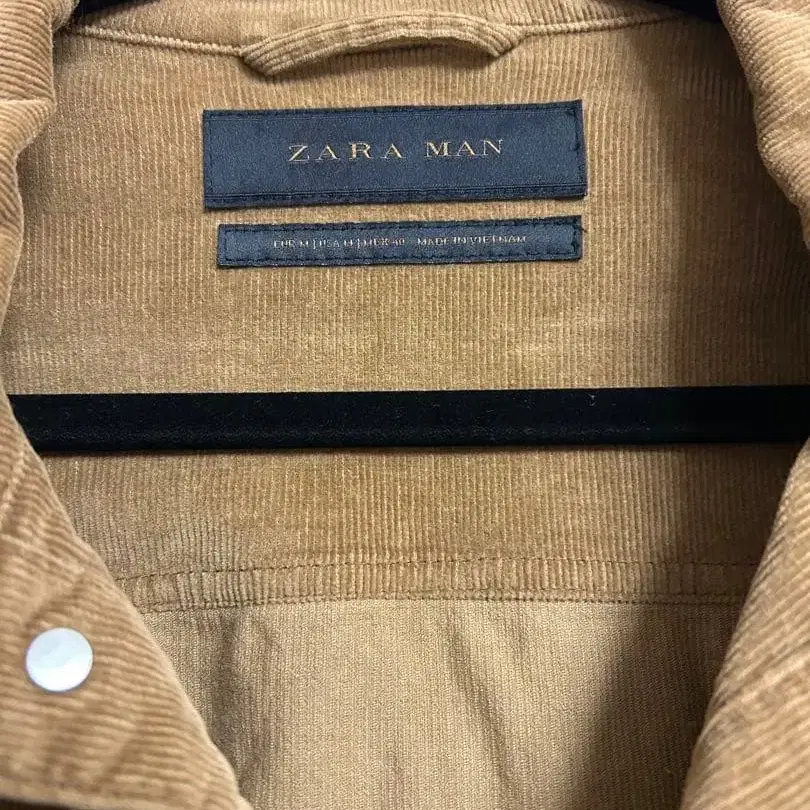 ZARA MAN
EUR M | USA M | MEX 40 MADE IN VIETNAM